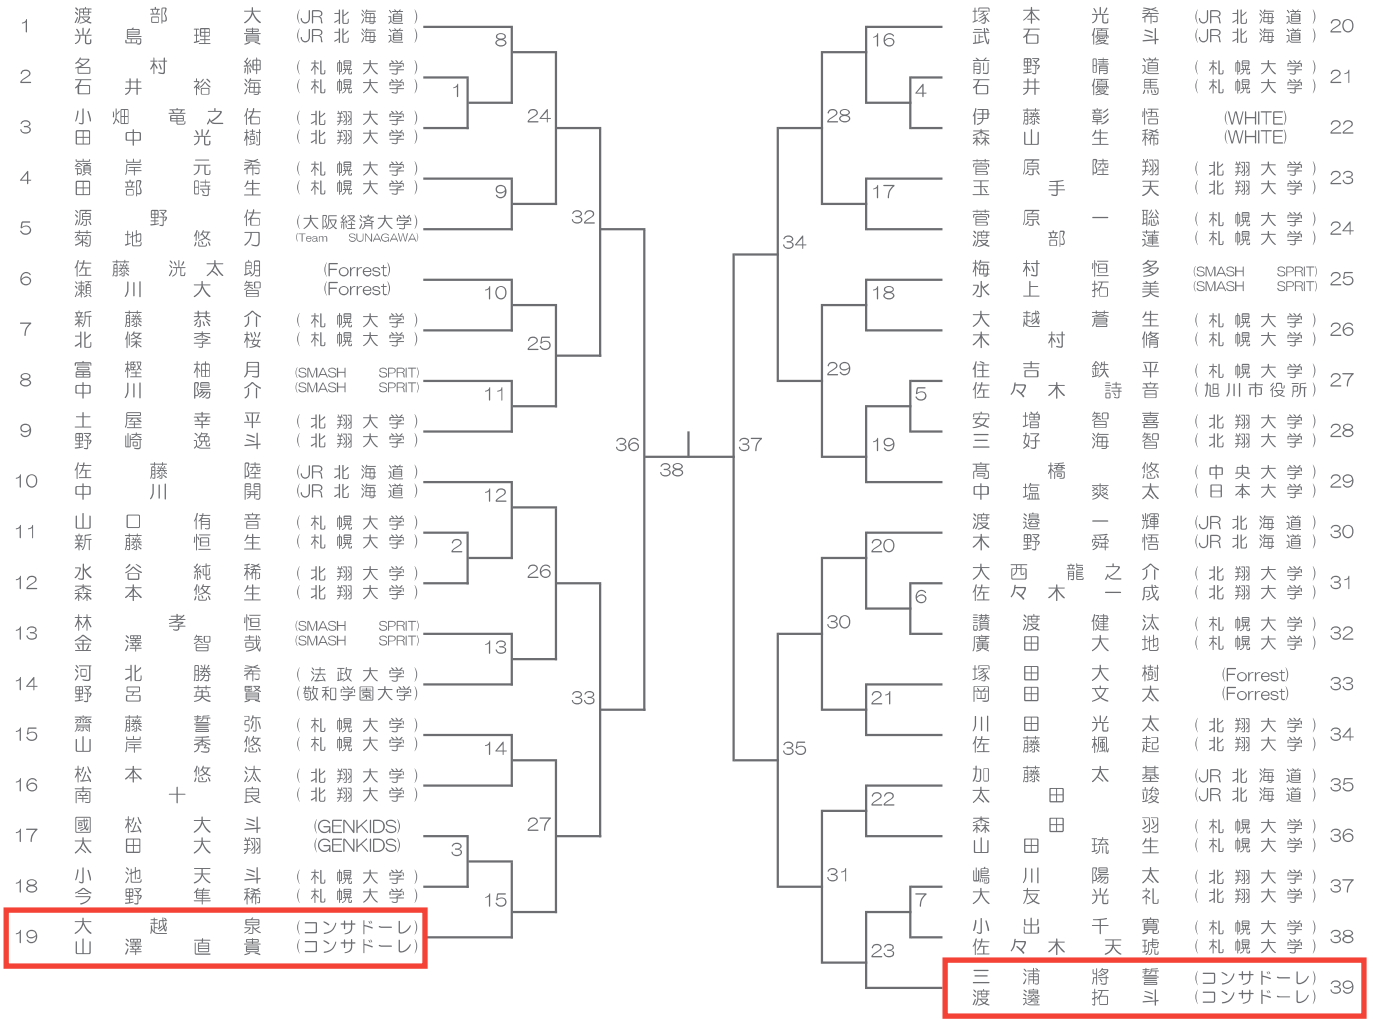 1 渡部大 (JR北海道)
光島理貴 (JR北海道)
2 名村紳 (札幌大学)
石井裕海 (札幌大学)
3 小畑竜之佑 (北翔大学)
田中光樹 (北翔大学)
4 嶺岸元希 (札幌大学)
田部時生 (札幌大学)
5 源野佑 (大阪経済大学)
菊地悠刀 (Team SUNAGAWA)
6 佐藤洸太朗 (Forrest)
瀬川大智 (Forrest)
7 新藤恭介 (札幌大学)
北條李桜 (札幌大学)
8 富樫柚月 (SMASH SPRIT)
中川陽介 (SMASH SPRIT)
9 土屋幸平 (北翔大学)
野崎逸斗 (北翔大学)
10 佐藤陸 (JR北海道)
中川開 (JR北海道)
11 山口侑音 (札幌大学)
新藤恒生 (札幌大学)
12 水谷純稀 (北翔大学)
森本悠生 (北翔大学)
13 林孝恒 (SMASH SPRIT)
金澤智哉 (SMASH SPRIT)
14 河北勝希 (法政大学)
野呂英賢 (敬和学園大学)
15 齋藤誓弥 (札幌大学)
山岸秀悠 (札幌大学)
16 松本悠汰 (北翔大学)
南十良 (北翔大学)
17 國松大斗 (GENKIDS)
太田大翔 (GENKIDS)
18 小池天斗 (札幌大学)
今野隼稀 (札幌大学)
19 大越泉 (コンサドーレ)
山澤直貴 (コンサドーレ)
8
1
24
9
32
10
25
11
36
12
2
26
13
33
14
27
3
15
38
37
16
4
28
17
34
18
29
5
19
20
6
30
21
35
22
31
7
23
塚本光希 (JR北海道) 20
武石優斗 (JR北海道)
前野晴道 (札幌大学) 21
石井優馬 (札幌大学)
伊藤彰悟 (WHITE) 22
森山生稀 (WHITE)
菅原陸翔 (北翔大学) 23
玉手天 (北翔大学)
菅原一聡 (札幌大学) 24
渡部蓮 (札幌大学)
梅村恒多 (SMASH SPRIT) 25
水上拓美 (SMASH SPRIT)
大越蒼生 (札幌大学) 26
木村脩 (札幌大学)
住吉鉄平 (札幌大学) 27
佐々木詩音 (旭川市役所)
安増智喜 (北翔大学) 28
三好海智 (北翔大学)
髙橋悠 (中央大学) 29
中塩爽太 (日本大学)
渡邉一輝 (JR北海道) 30
木野舜悟 (JR北海道)
大西龍之介 (北翔大学) 31
佐々木一成 (北翔大学)
讃渡健汰 (札幌大学) 32
廣田大地 (札幌大学)
塚田大樹 (Forrest) 33
岡田文太 (Forrest)
川田光太 (北翔大学) 34
佐藤楓起 (北翔大学)
加藤太基 (JR北海道) 35
太田竣 (JR北海道)
森田羽 (札幌大学) 36
山田琉生 (札幌大学)
嶋川陽太 (北翔大学) 37
大友光礼 (北翔大学)
小出千寛 (札幌大学) 38
佐々木天琥 (札幌大学)
三浦將誓 (コンサドーレ) 39
渡邊拓斗 (コンサドーレ)